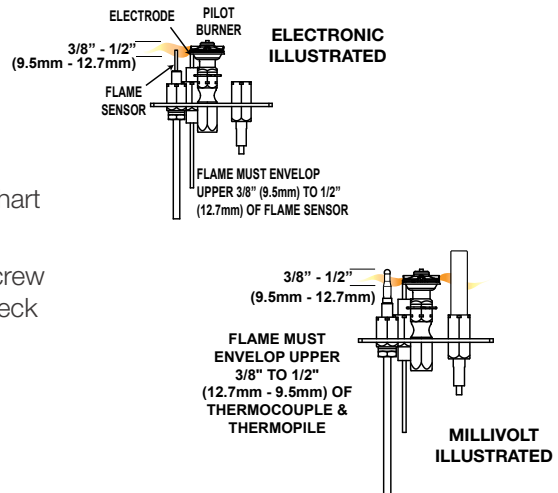 ELECTRODE
PILOT
BURNER
ELECTRONIC
ILLUSTRATED
3/8” - 1/2”
(9.5mm - 12.7mm)
FLAME
SENSOR
FLAME MUST ENVELOP
UPPER 3/8” (9.5mm) TO 1/2”
(12.7mm) OF FLAME SENSOR
hart
crew
eck
3/8” - 1/2”
(9.5mm - 12.7mm)
FLAME MUST
ENVELOP UPPER
3/8" TO 1/2"
(12.7mm - 9.5mm) OF
THERMOCOUPLE &
THERMOPILE
MILLIVOLT
ILLUSTRATED